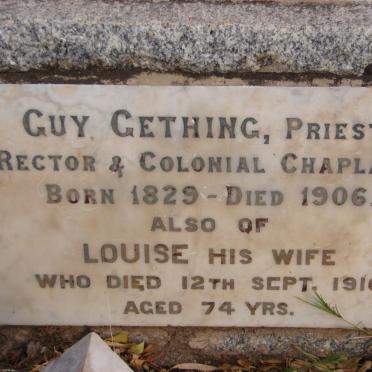 GUY GETHING, PRIEST
RECTOR & COLONIAL CHAPLA
BORN 1829 - DIED 1906.
ALSO OF
LOUISE HIS WIFE
WHO DIED 12TH SEPT. 191
AGED 74 YRS.